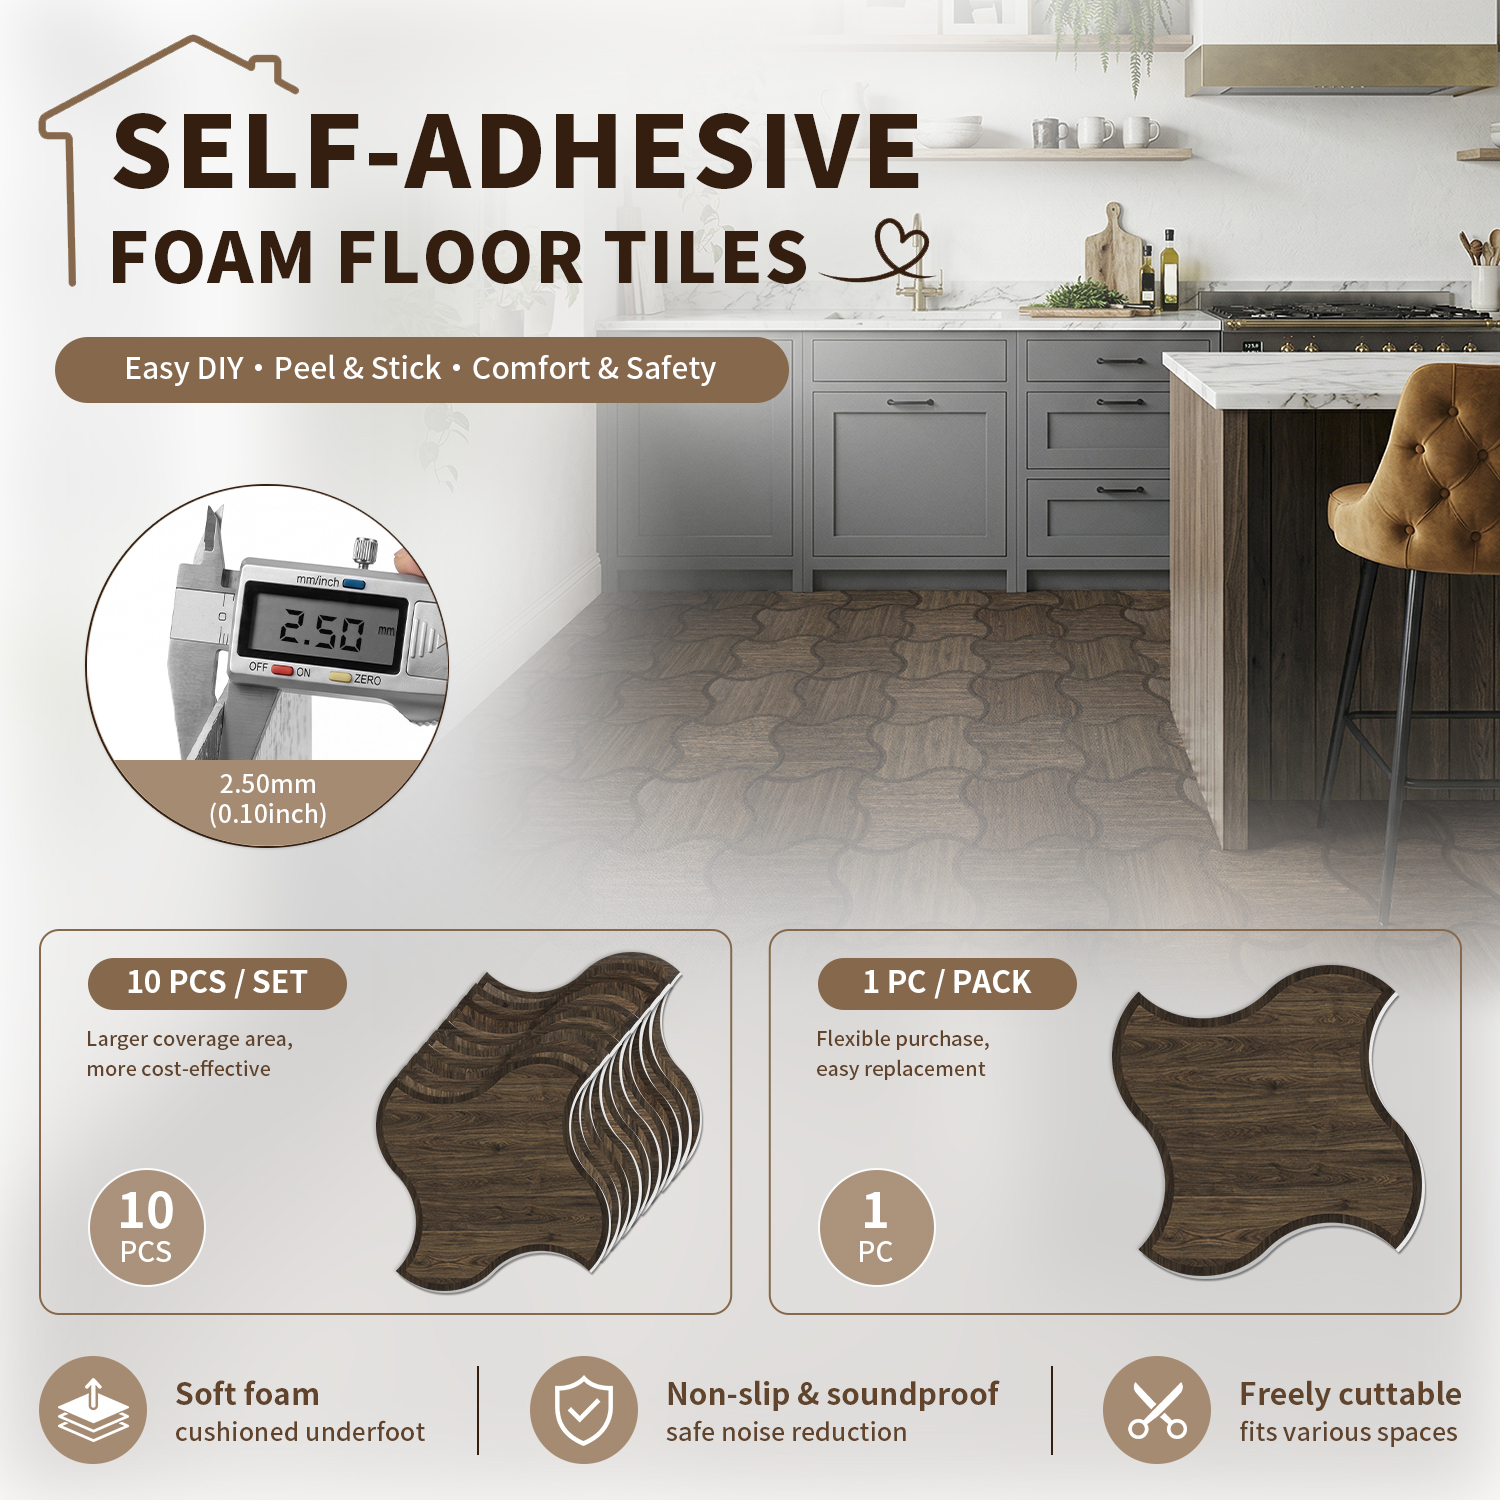 SELF-ADHESIVE
FOAM FLOOR TILES
Easy DIY • Peel & Stick • Comfort & Safety
mm/inch
2.50 mm
OFF ON ZERO
2.50mm
(0.10inch)
10 PCS / SET
Larger coverage area,
more cost-effective
10
PCS
1 PC / PACK
Flexible purchase,
easy replacement
1
PC
Soft foam
cushioned underfoot
Non-slip & soundproof
safe noise reduction
Freely cuttable
fits various spaces